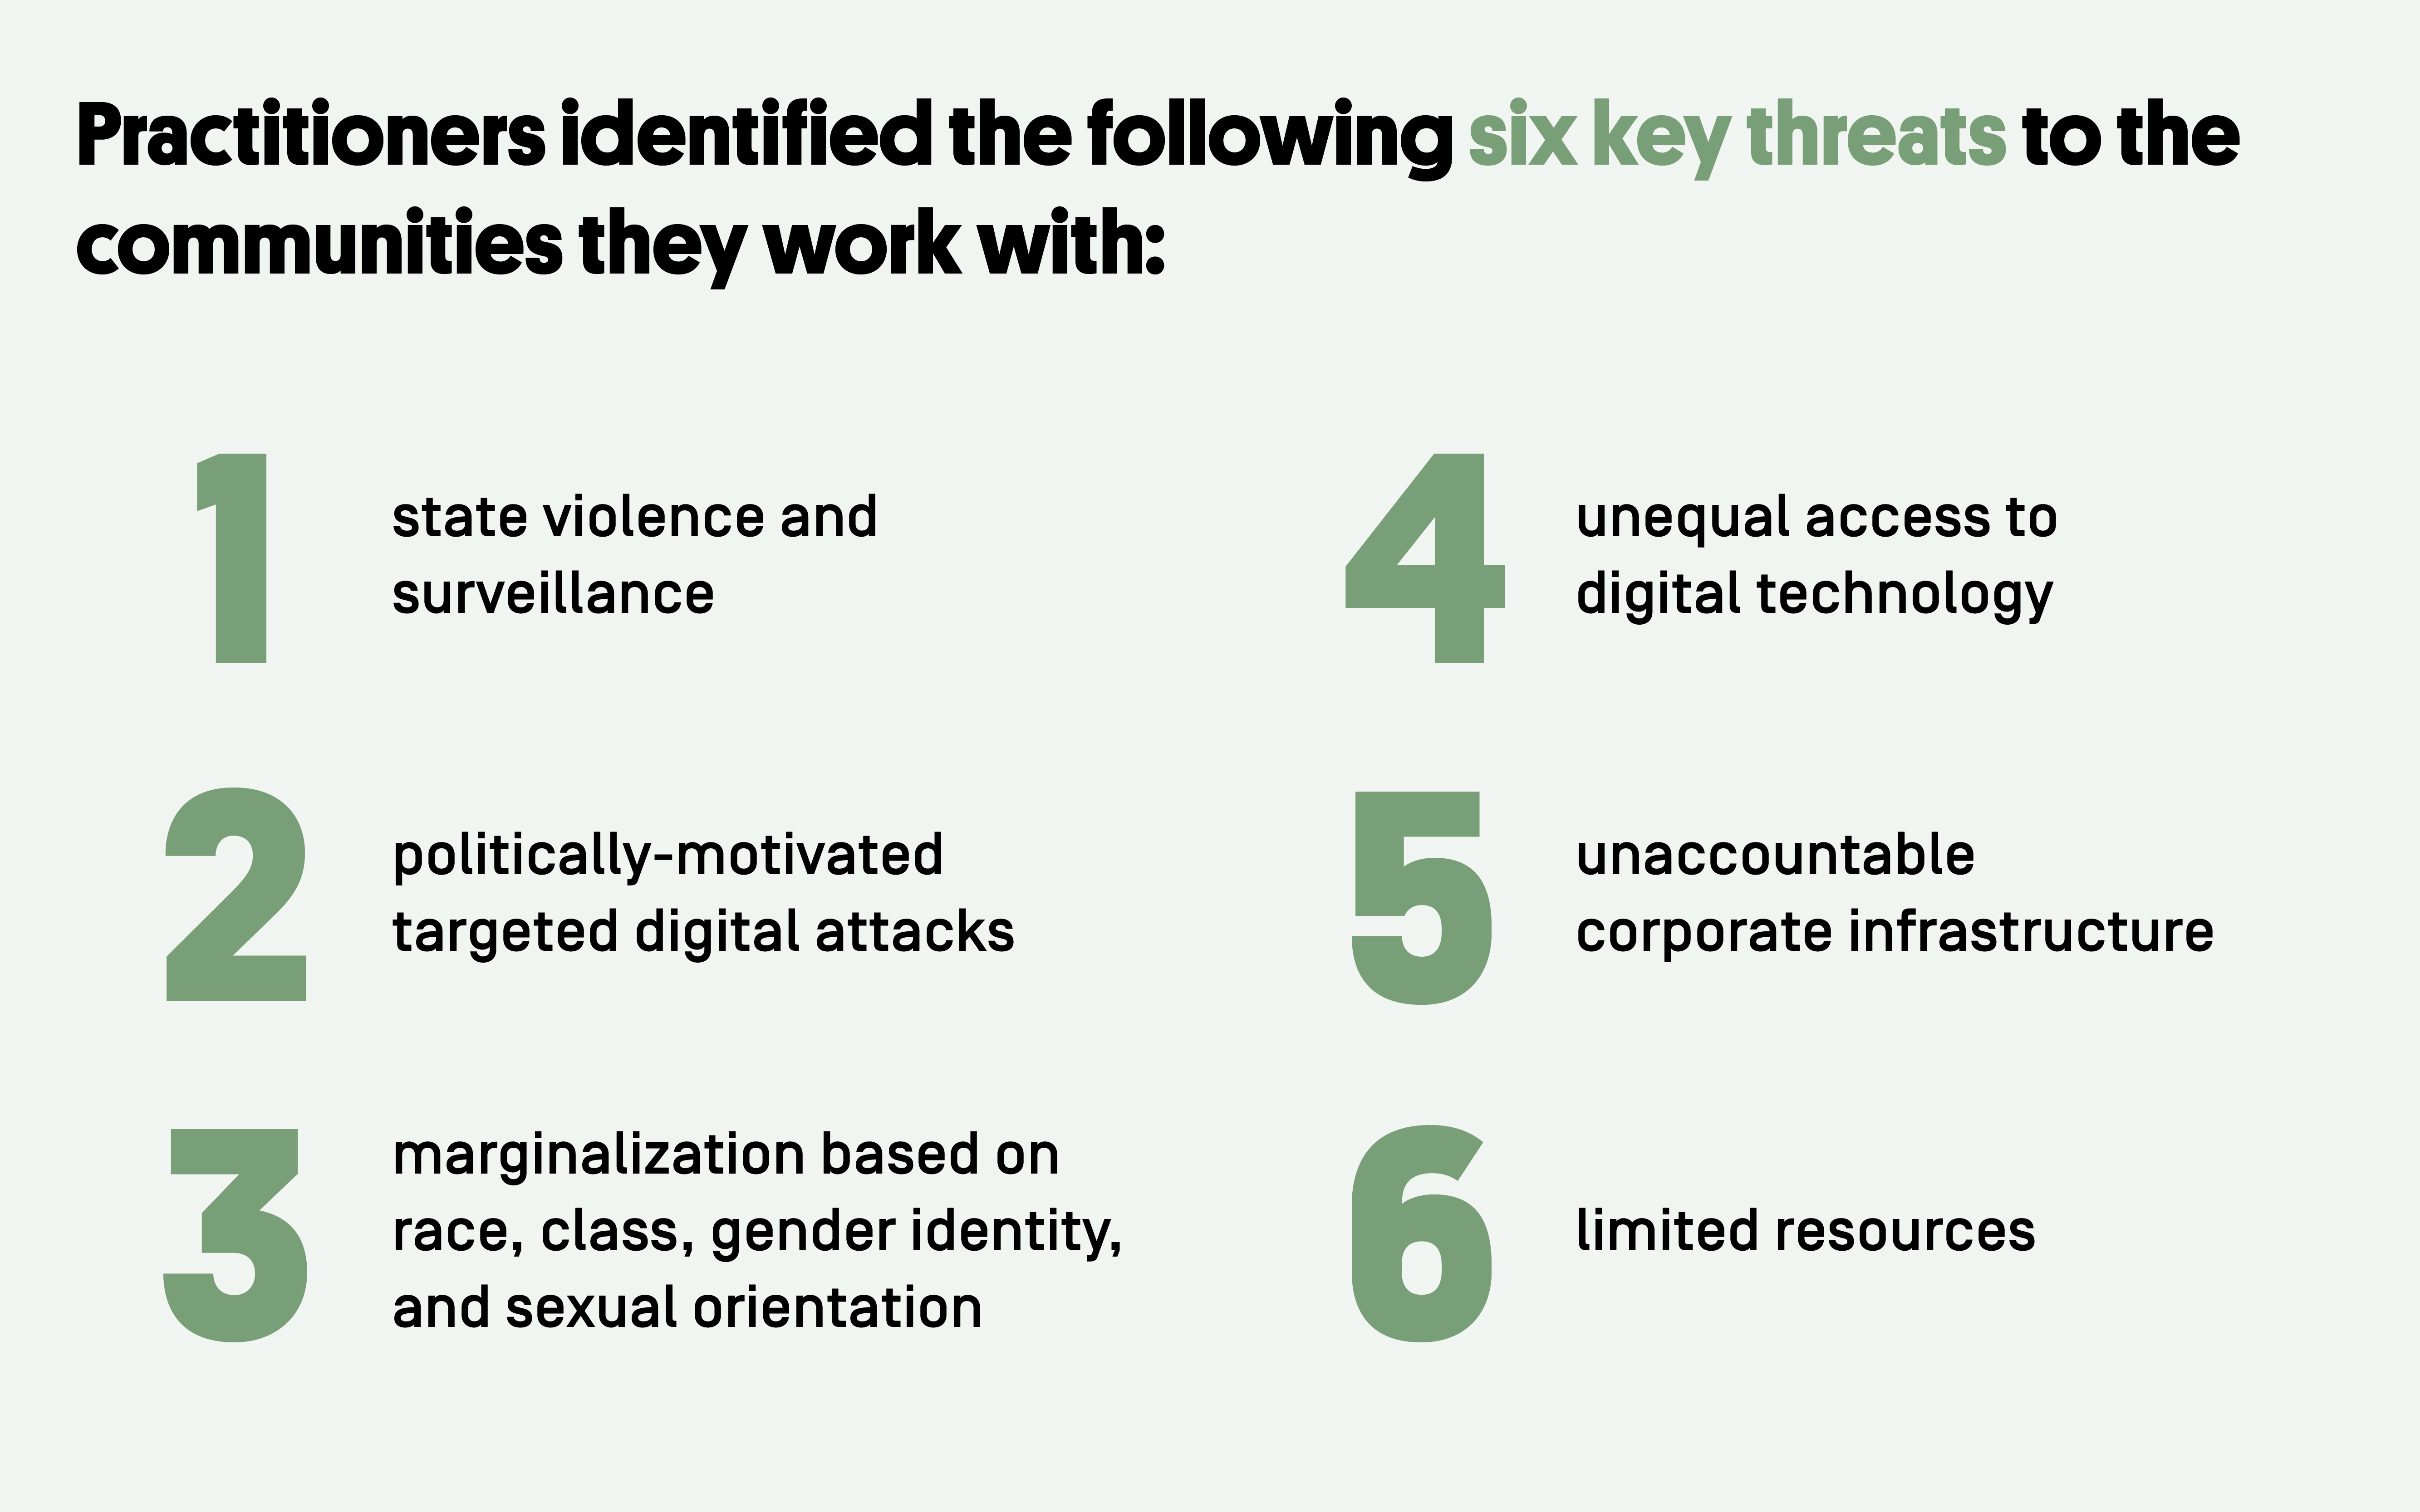 Practitioners identified the following six key threats to the
communities they work with:
1
state violence and
surveillance
2
politically-motivated
targeted digital attacks
3
marginalization based on
race, class, gender identity,
and sexual orientation
4
unequal access to
digital technology
5
unaccountable
corporate infrastructure
6
limited resources